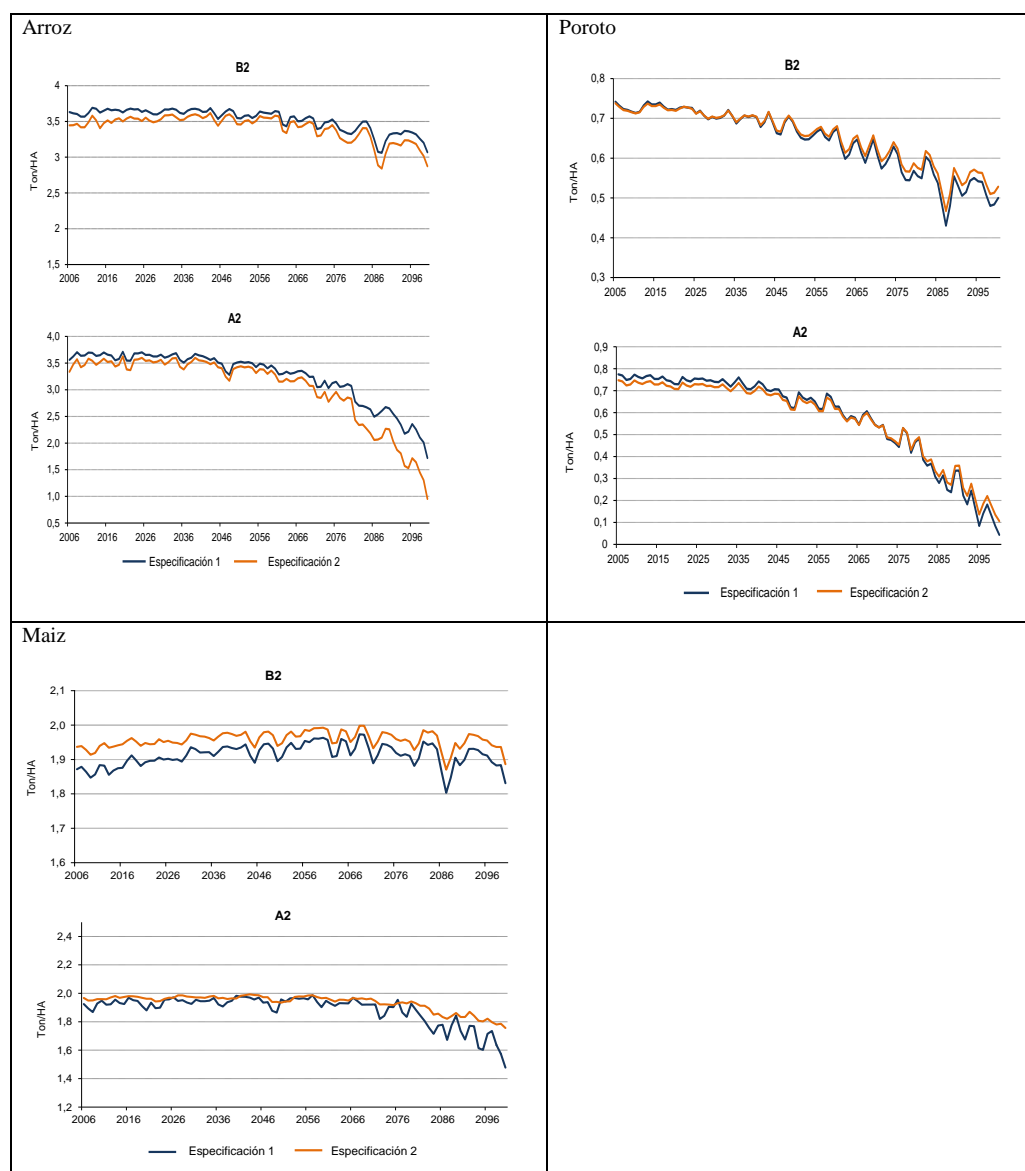 Arroz
B2
Ton/HA
4
3,5
3
2,5
2
1,5
2006 2016 2026 2036 2046 2056 2066 2076 2086 2096
A2
Ton/HA
4,0
3,5
3,0
2,5
2,0
1,5
1,0
0,5
2006 2016 2026 2036 2046 2056 2066 2076 2086 2096
Especificación 1 Especificación 2
Poroto
B2
Ton/HA
0,8
0,7
0,6
0,5
0,4
0,3
2005 2015 2025 2035 2045 2055 2065 2075 2085 2095
A2
Ton/HA
0,9
0,8
0,7
0,6
0,5
0,4
0,3
0,2
0,1
0
2005 2015 2025 2035 2045 2055 2065 2075 2085 2095
Especificación 1 Especificación 2
Maiz
B2
Ton/HA
2,1
2,0
1,9
1,8
1,7
1,6
2006 2016 2026 2036 2046 2056 2066 2076 2086 2096
A2
Ton/HA
2,4
2,2
2,0
1,8
1,6
1,4
1,2
2006 2016 2026 2036 2046 2056 2066 2076 2086 2096
Especificación 1 Especificación 2